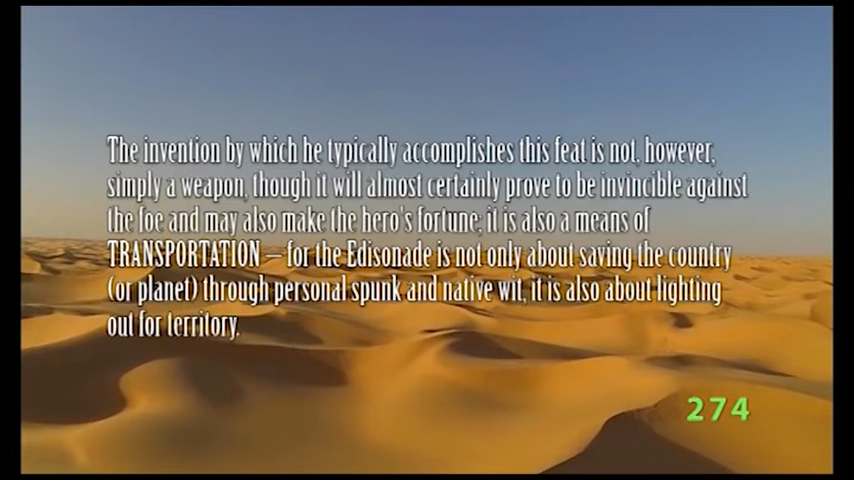 The invention by which he typically accomplishes this feat is not, however,
simply a weapon, though it will almost certainly prove to be invincible against
the foe and may also make the hero's fortune; it is also a means of
TRANSPORTATION – for the Edisonade is not only about saving the country
(or planet) through personal spunk and native wit, it is also about lighting
out for territory.
274